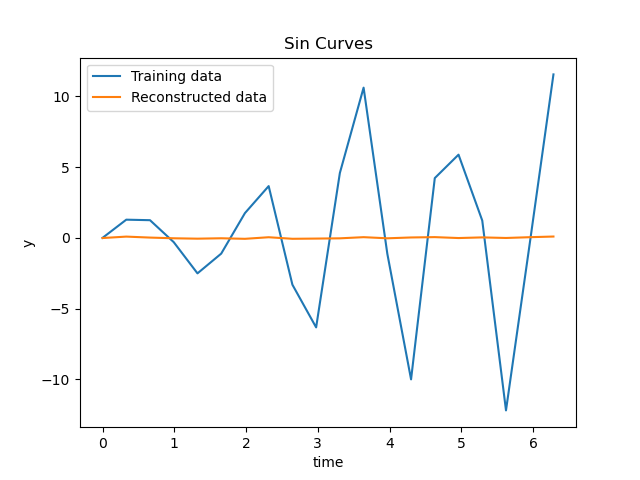 Sin Curves
Training data
Reconstructed data
10
5
0
−5
−10
y
0 1 2 3 4 5 6
time